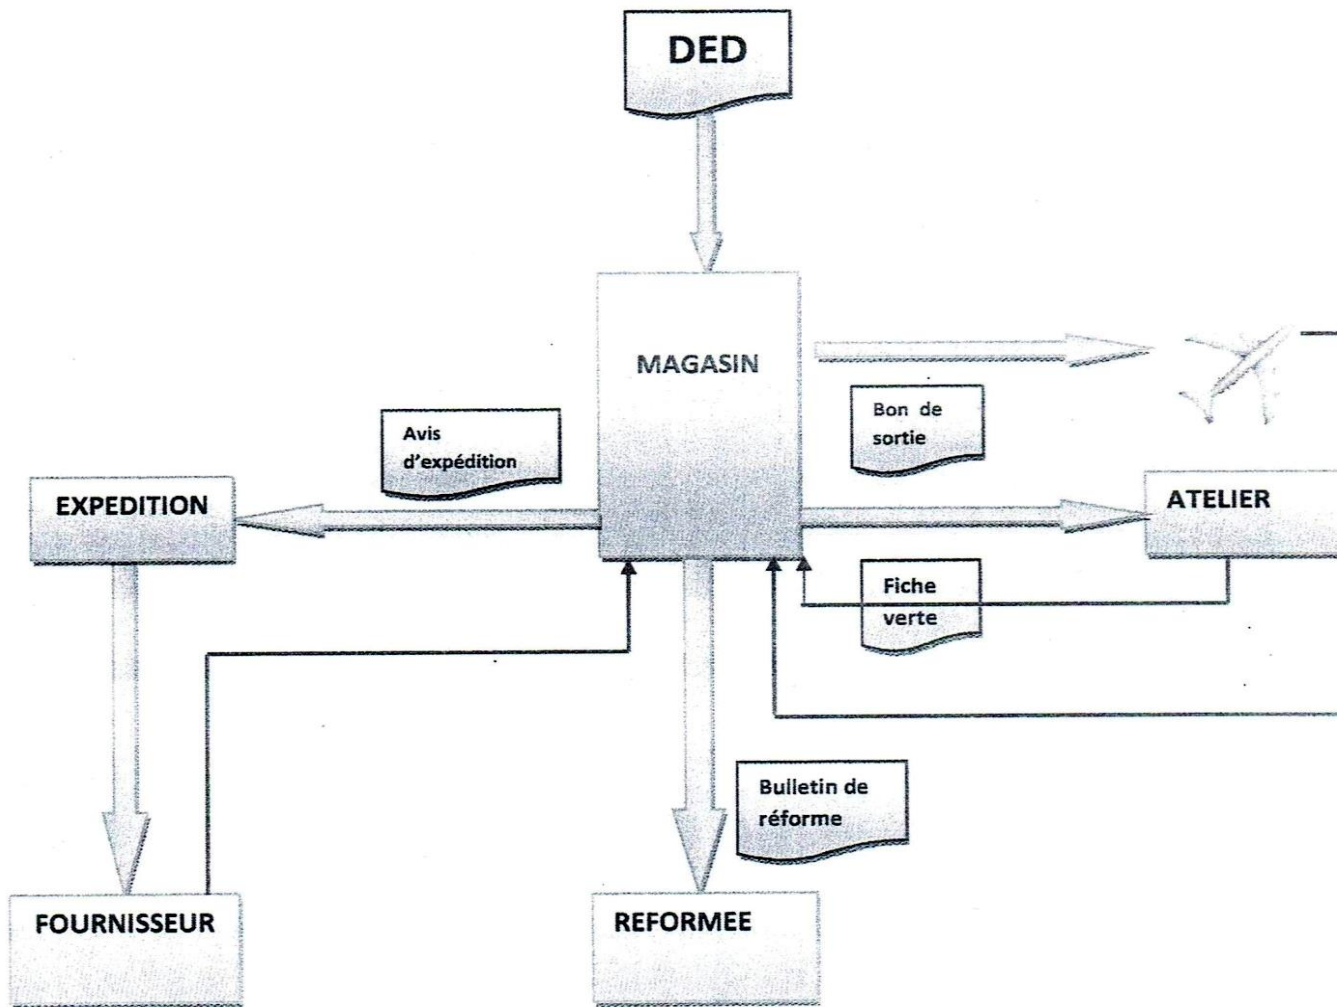 DED
MAGASIN
Bon de
sortie
Avis
d'expédition
EXPEDITION
ATELIER
Fiche
verte
Bulletin de
réforme
FOURNISSEUR
REFORMEE